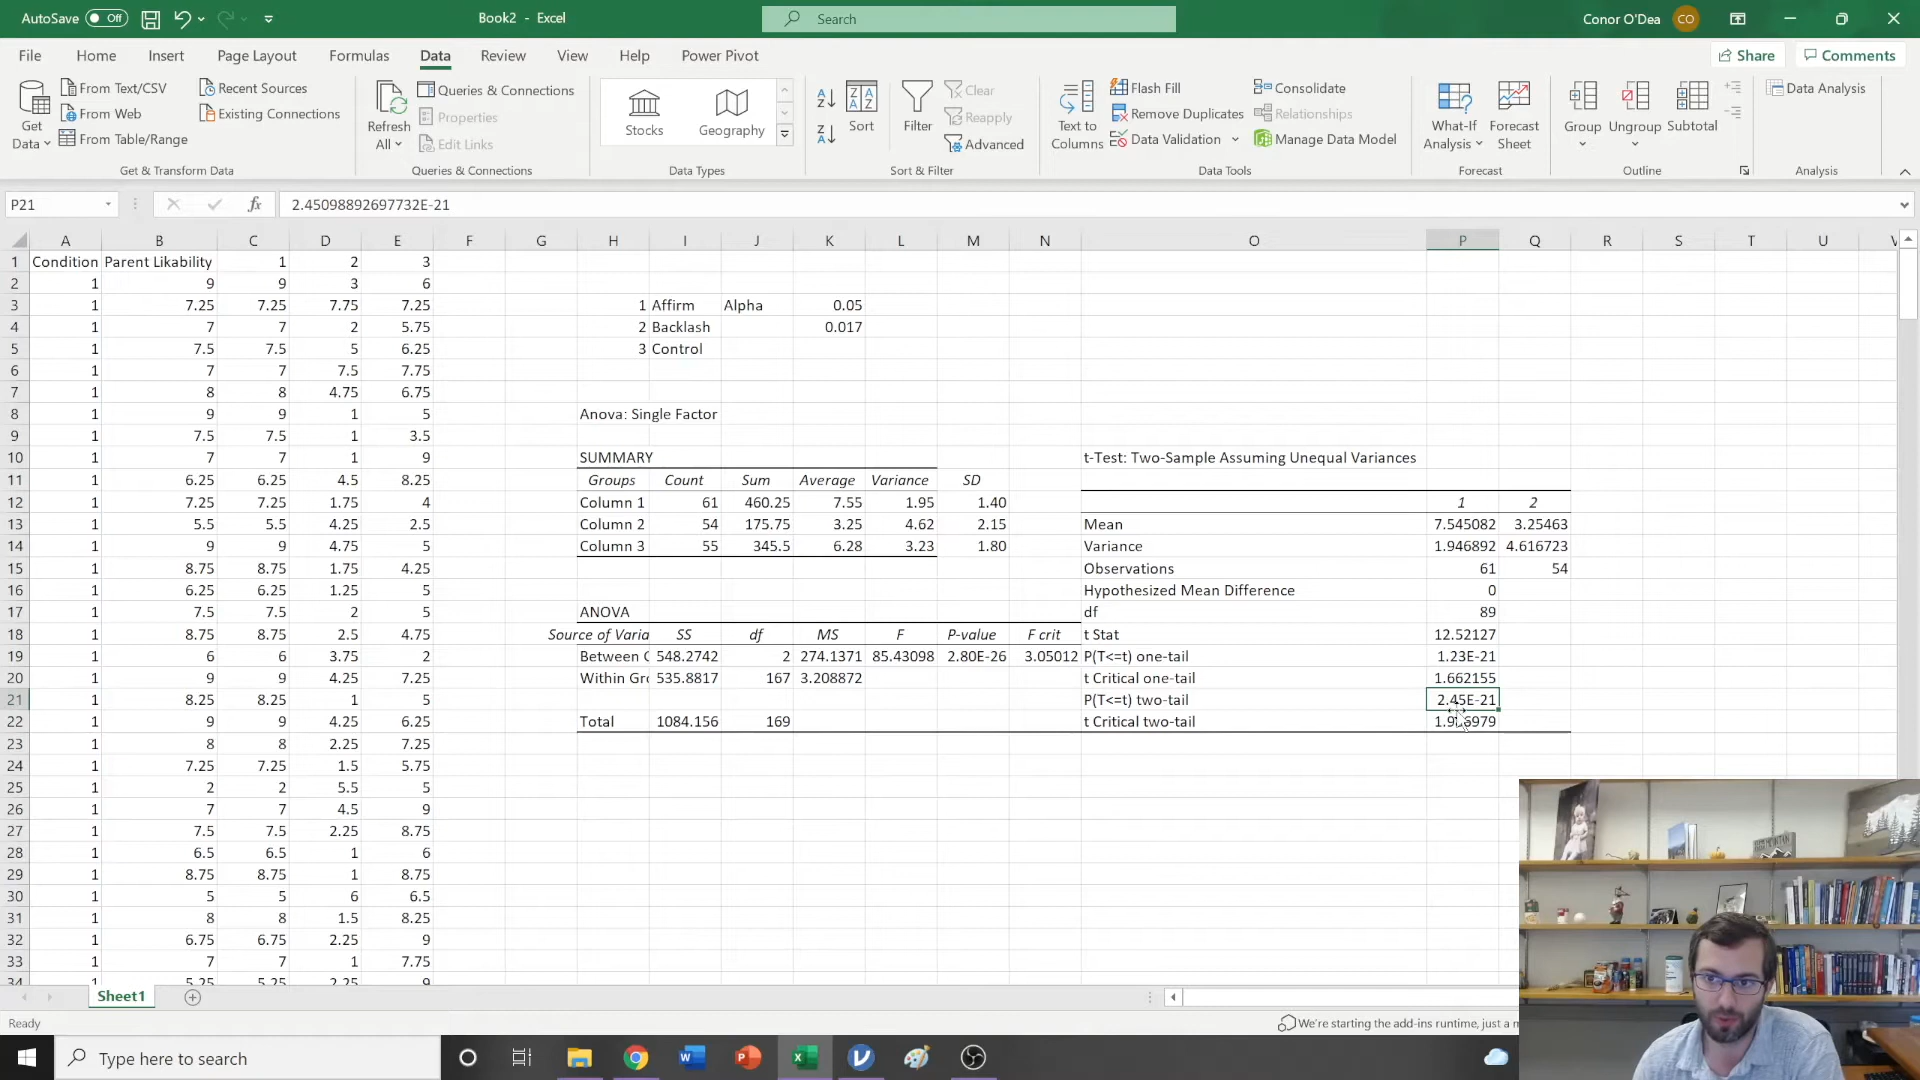 AutoSave Off Book2 - Excel Search Conor O'Dea CO
File Home Insert Page Layout Formulas Data Review View Help Power Pivot Share Comments
Get Data From Text/CSV From Web From Table/Range Recent Sources Existing Connections
Get & Transform Data
Refresh All Queries & Connections Properties Edit Links
Queries & Connections
Stocks Geography
Data Types
Sort Filter Clear Reapply Advanced
Sort & Filter
Text to Columns Flash Fill Remove Duplicates Data Validation Consolidate Relationships Manage Data Model
Data Tools
What-If Analysis Forecast Sheet
Forecast
Group Ungroup Subtotal
Outline
Data Analysis
Analysis
P21 fx 2.45098892697732E-21
A B C D E F G H I J K L M N O P Q R S T U V
1 Condition Parent Likability 1 2 3
2 1 9 9 3 6
3 1 7.25 7.25 7.75 7.25 1 Affirm Alpha 0.05
4 1 7 7 2 5.75 2 Backlash 0.017
5 1 7.5 7.5 5 6.25 3 Control
6 1 7 7 7.5 7.75
7 1 8 8 4.75 6.75
8 1 9 9 1 5 Anova: Single Factor
9 1 7.5 7.5 1 3.5
10 1 7 7 1 9 SUMMARY t-Test: Two-Sample Assuming Unequal Variances
11 1 6.25 6.25 4.5 8.25 Groups Count Sum Average Variance SD
12 1 7.25 7.25 1.75 4 Column 1 61 460.25 7.55 1.95 1.40 1 2
13 1 5.5 5.5 4.25 2.5 Column 2 54 175.75 3.25 4.62 2.15 Mean 7.545082 3.25463
14 1 9 9 4.75 5 Column 3 55 345.5 6.28 3.23 1.80 Variance 1.946892 4.616723
15 1 8.75 8.75 1.75 4.25 Observations 61 54
16 1 6.25 6.25 1.25 5 Hypothesized Mean Difference 0
17 1 7.5 7.5 2 5 ANOVA df 89
18 1 8.75 8.75 2.5 4.75 Source of Varia SS df MS F P-value F crit t Stat 12.52127
19 1 6 6 3.75 2 Between G 548.2742 2 274.1371 85.43098 2.80E-26 3.05012 P(T<=t) one-tail 1.23E-21
20 1 9 9 4.25 7.25 Within Gro 535.8817 167 3.208872 t Critical one-tail 1.662155
21 1 8.25 8.25 1 5 P(T<=t) two-tail 2.45E-21
22 1 9 9 4.25 6.25 Total 1084.156 169 t Critical two-tail
23 1 8 8 2.25 7.25
24 1 7.25 7.25 1.5 5.75
25 1 2 2 5.5 5
26 1 7 7 4.5 9
27 1 7.5 7.5 2.25 8.75
28 1 6.5 6.5 1 6
29 1 8.75 8.75 1 8.75
30 1 5 5 6 6.5
31 1 8 8 1.5 8.25
32 1 6.75 6.75 2.25 9
33 1 7 7 1 7.75
34 1 5.25 5.25 2.25 9
Sheet1
Ready We're starting the add-ins runtime, just a m
Type here to search